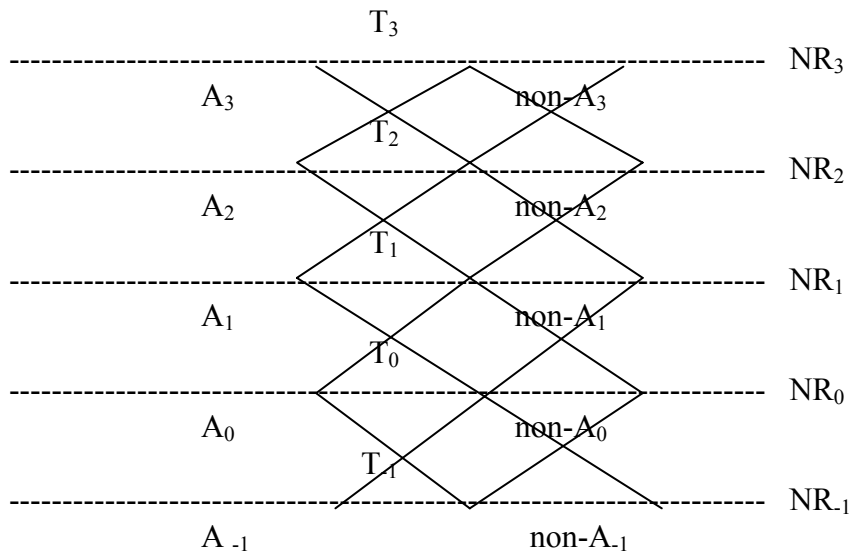 T₃
NR₃
A₃ non-A₃
T₂
NR₂
A₂ non-A₂
T₁
NR₁
A₁ non-A₁
T₀
NR₀
A₀ non-A₀
T₋₁
NR₋₁
A ₋₁ non-A₋₁